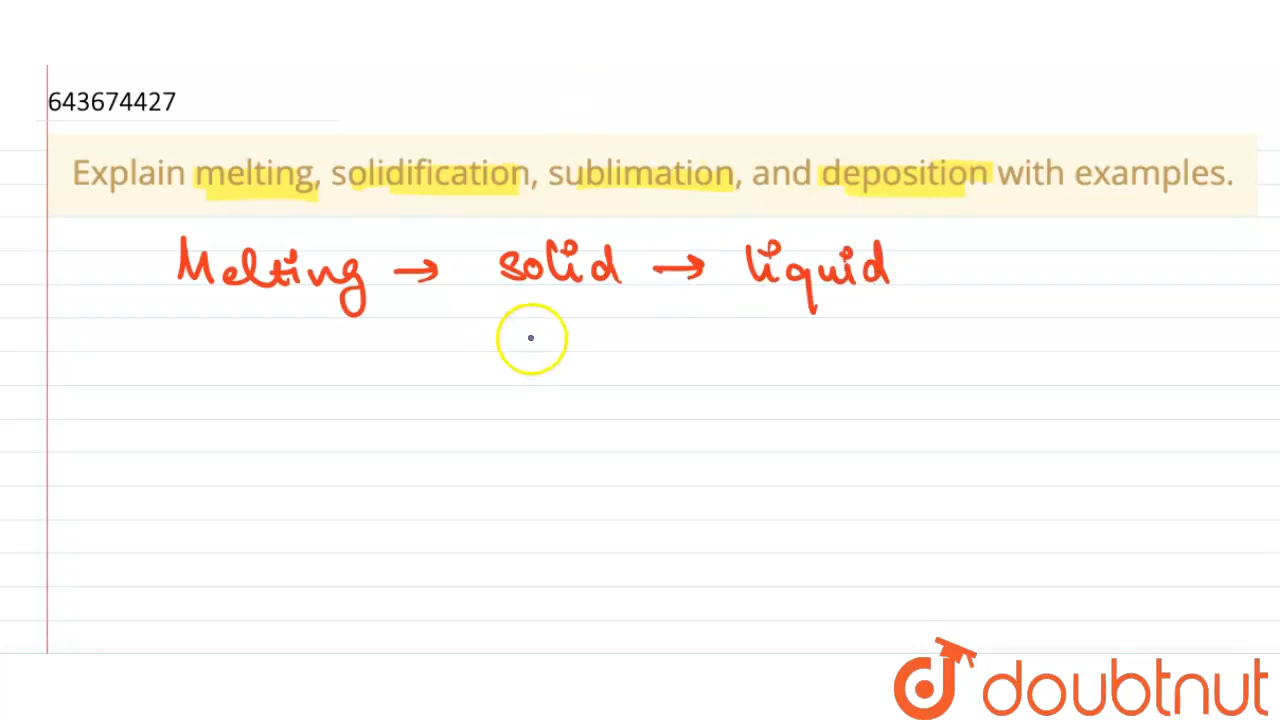 643674427
Explain melting, solidification, sublimation, and deposition with examples.
Melting → solid → liquid
doubtnut